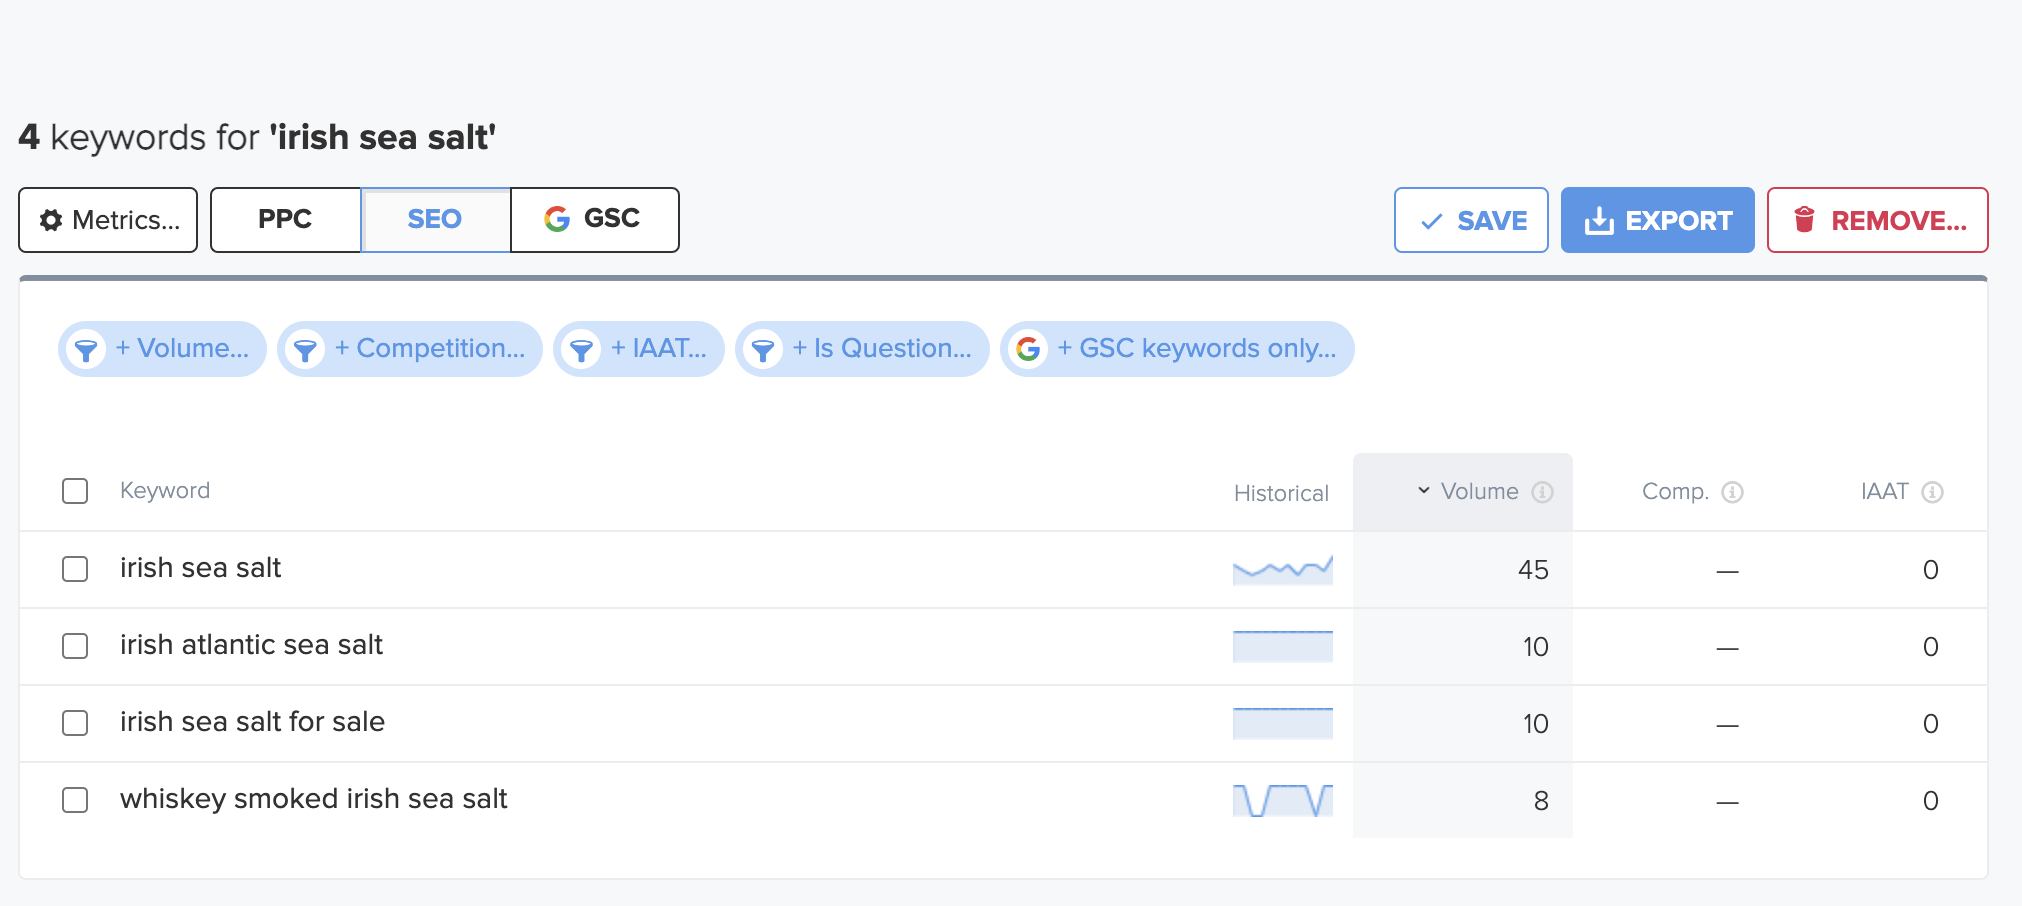 4 keywords for 'irish sea salt'
Metrics... PPC SEO GSC SAVE EXPORT REMOVE...
+ Volume... + Competition... + IAAT... + Is Question... + GSC keywords only...
Keyword Historical Volume Comp. IAAT
irish sea salt 45 — 0
irish atlantic sea salt 10 — 0
irish sea salt for sale 10 — 0
whiskey smoked irish sea salt 8 — 0